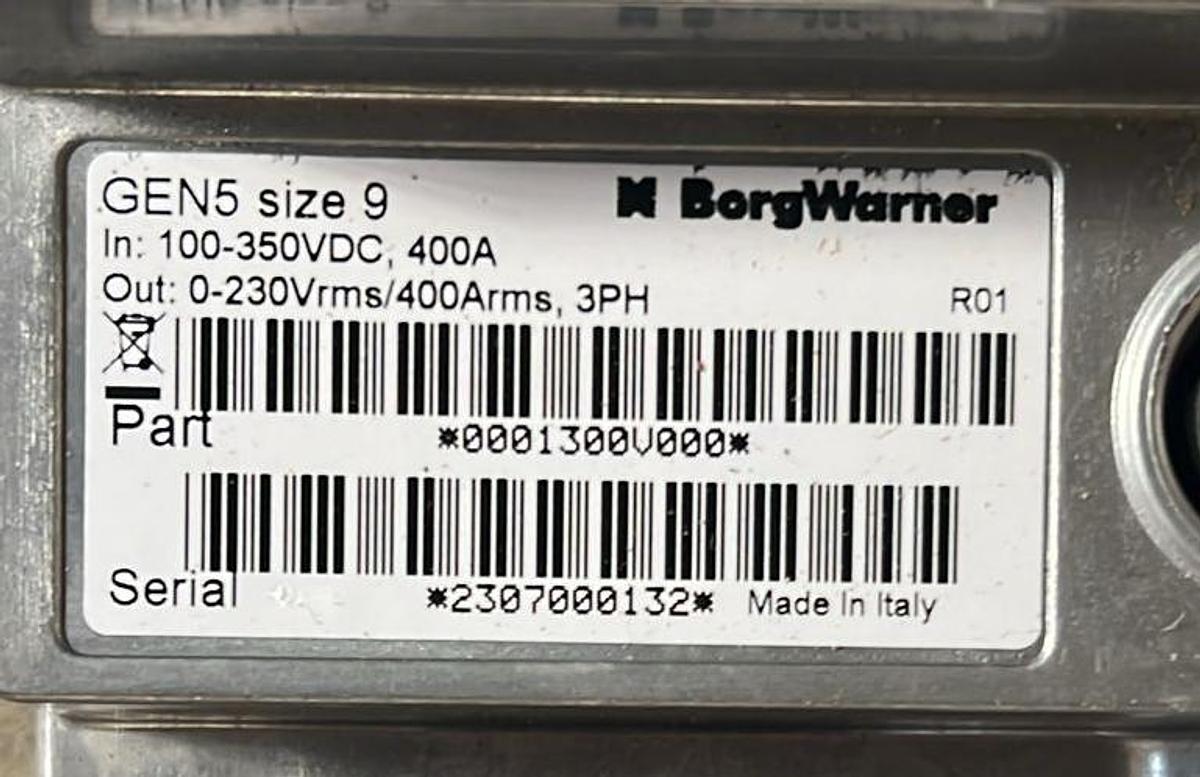 GEN5 size 9
BorgWarner
In: 100-350VDC, 400A
Out: 0-230Vrms/400Arms, 3PH
R01
Part
*0001300V000*
Serial
*2307000132*
Made In Italy